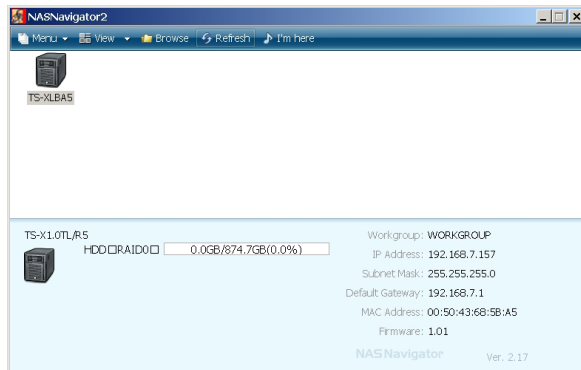 NASNavigator2
Menu View Browse Refresh I'm here
TS-XLBA5
TS-X1.0TL/R5
HDD□RAID0□ 0.0GB/874.7GB(0.0%)
Workgroup: WORKGROUP
IP Address: 192.168.7.157
Subnet Mask: 255.255.255.0
Default Gateway: 192.168.7.1
MAC Address: 00:50:43:68:5B:A5
Firmware: 1.01
NAS Navigator Ver. 2.17